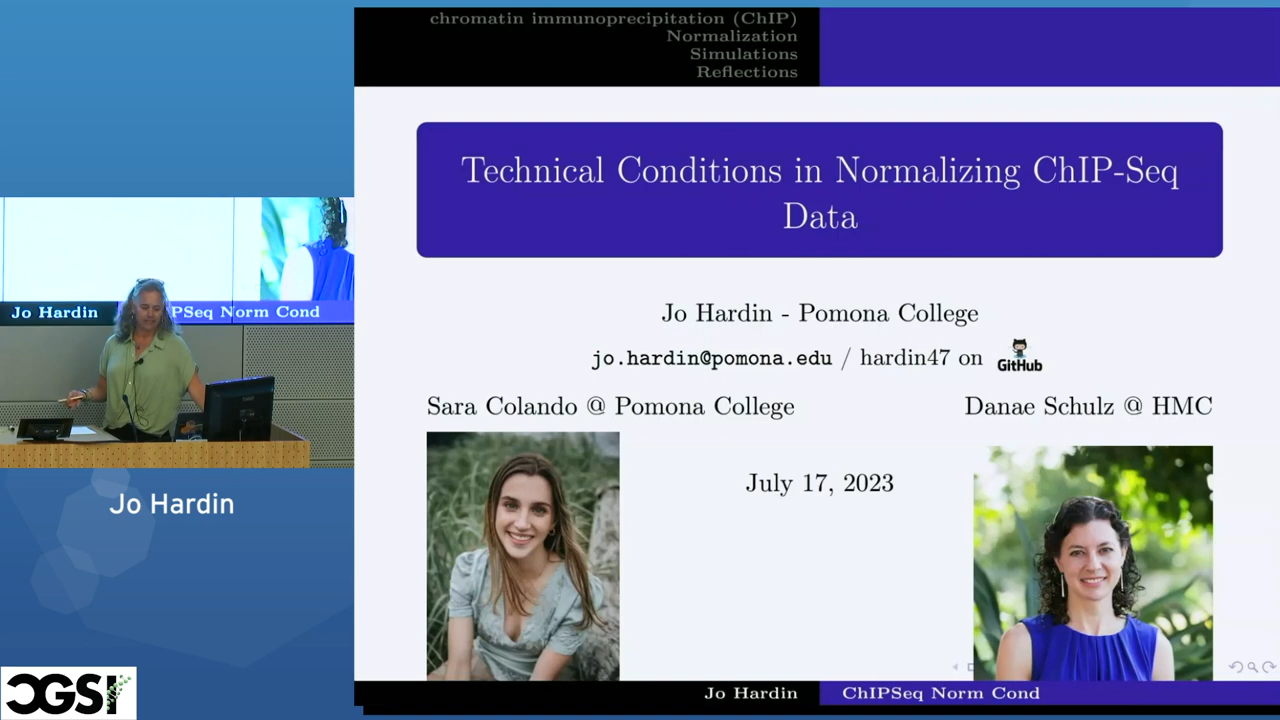 chromatin immunoprecipitation (ChIP)
Normalization
Simulations
Reflections
Technical Conditions in Normalizing ChIP-Seq
Data
Jo Hardin - Pomona College
jo.hardin@pomona.edu / hardin47 on GitHub
Sara Colando @ Pomona College
Danae Schulz @ HMC
July 17, 2023
Jo Hardin
ChIPSeq Norm Cond
Jo Hardin
PSeq Norm Cond
Jo Hardin
CGSI